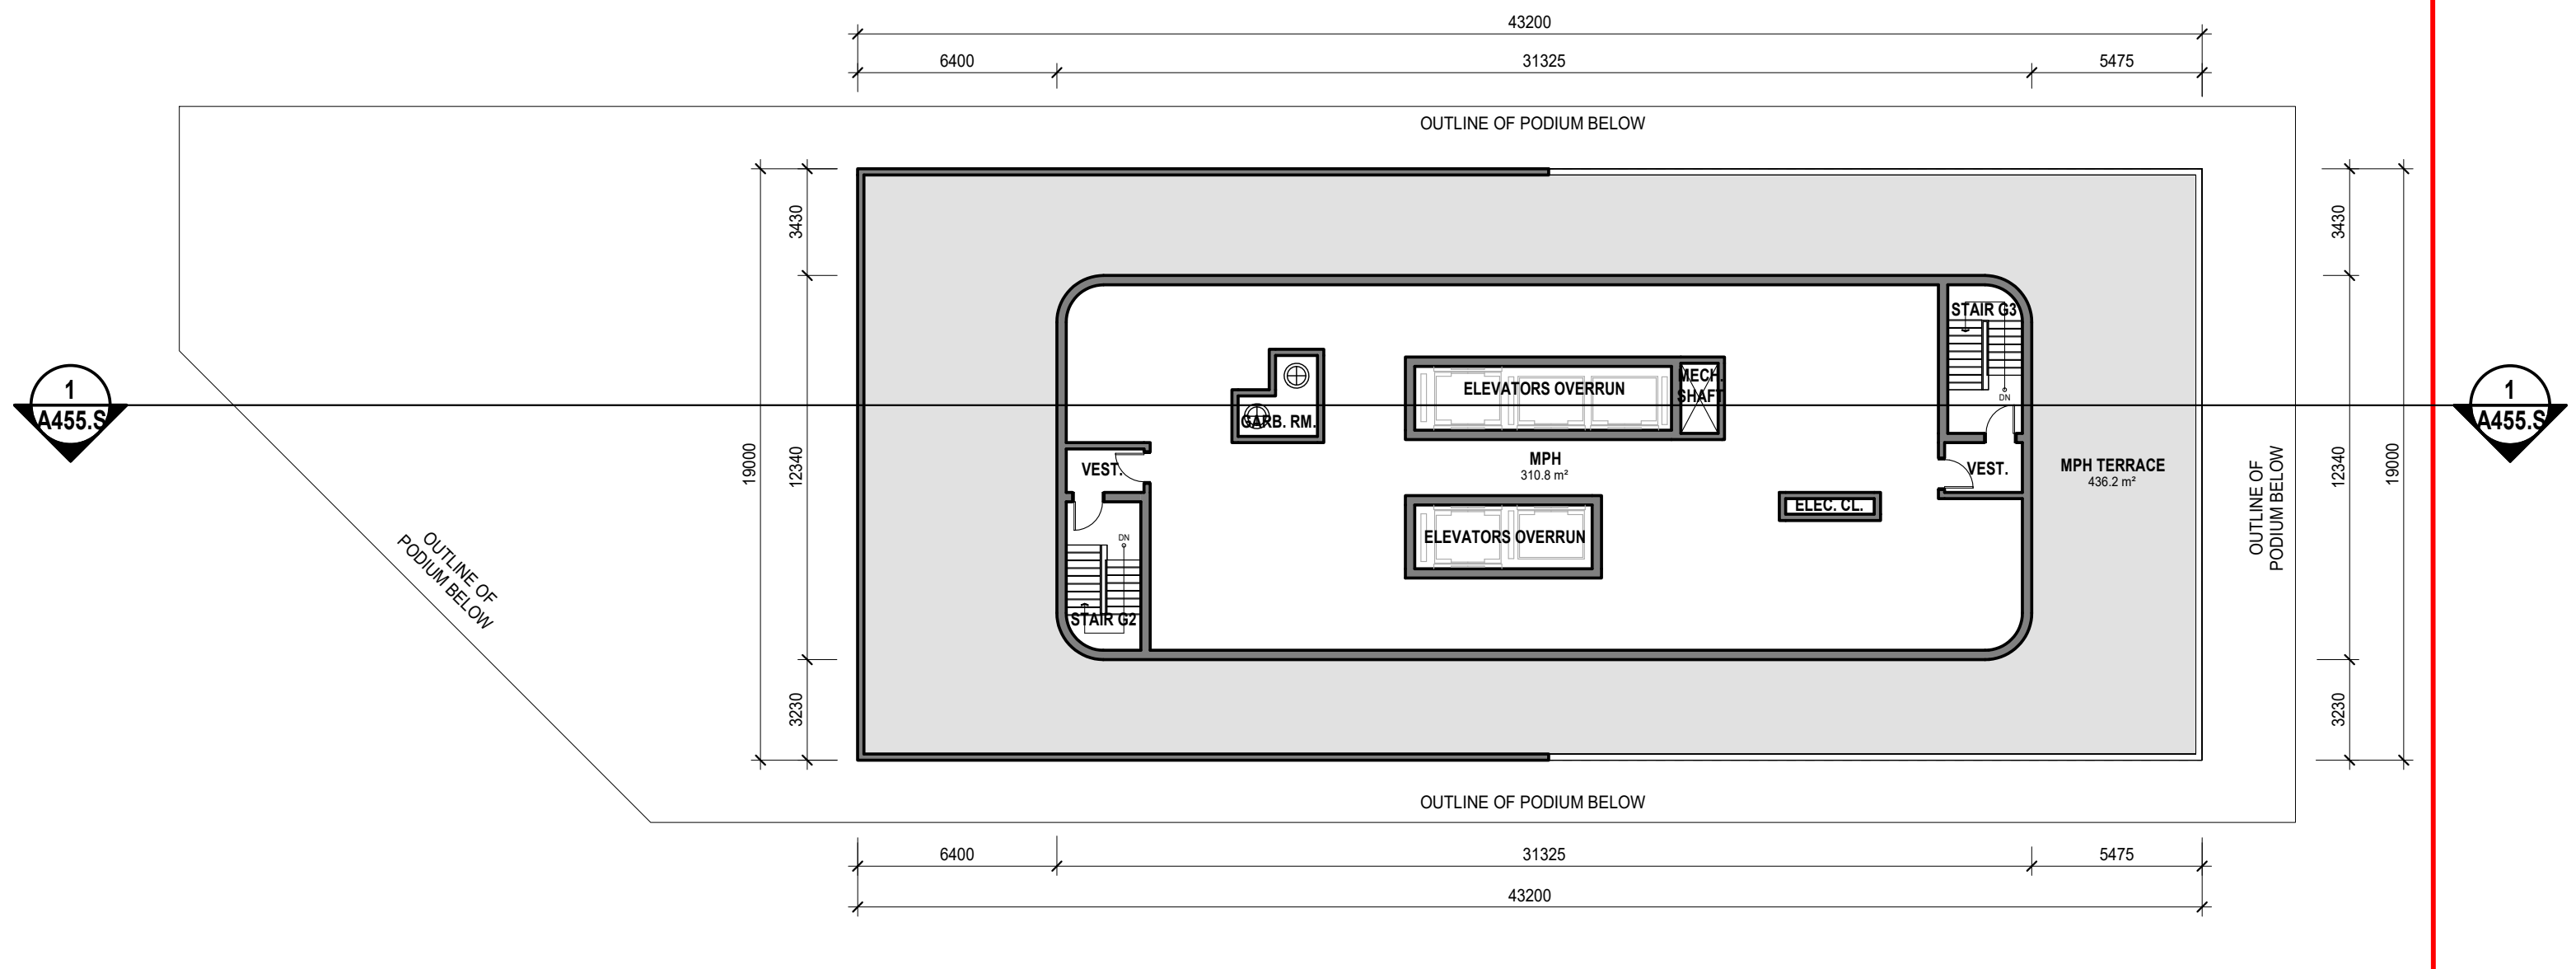 43200
6400
31325
5475
OUTLINE OF PODIUM BELOW
3430
12340
3230
19000
3430
12340
3230
19000
1
A455.S
1
A455.S
STAIR G3
DN
ELEVATORS OVERRUN
MECH.
SHAFT
GARB. RM.
MPH
310.8 m²
VEST.
VEST.
MPH TERRACE
436.2 m²
ELEC. CL.
ELEVATORS OVERRUN
DN
STAIR G2
OUTLINE OF
PODIUM BELOW
OUTLINE OF
PODIUM BELOW
OUTLINE OF PODIUM BELOW
6400
31325
5475
43200